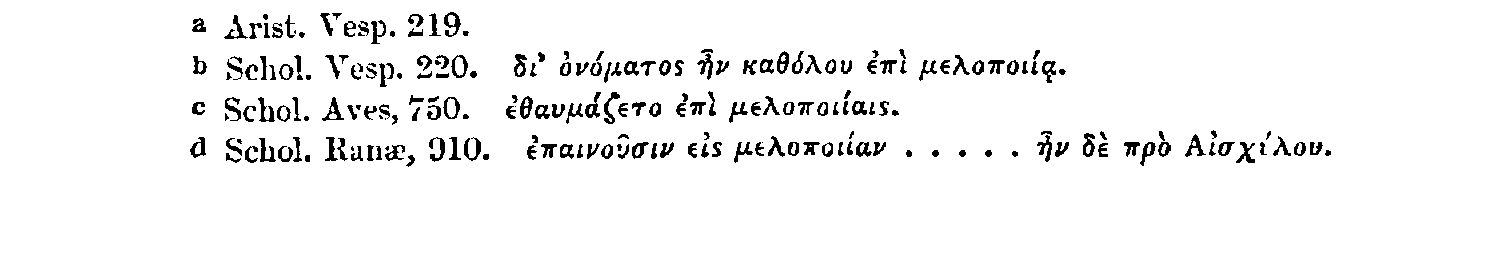 a Arist. Vesp. 219.
b Schol. Vesp. 220. δι’ ὀνόματος ἦν καθόλου ἐπὶ μελοποιίᾳ.
c Schol. Aves, 750. ἐθαυμάζετο ἐπὶ μελοποιίαις.
d Schol. Ranæ, 910. ἐπαινοῦσιν εἰς μελοποιίαν . . . . . ἦν δὲ πρὸ Αἰσχίλου.